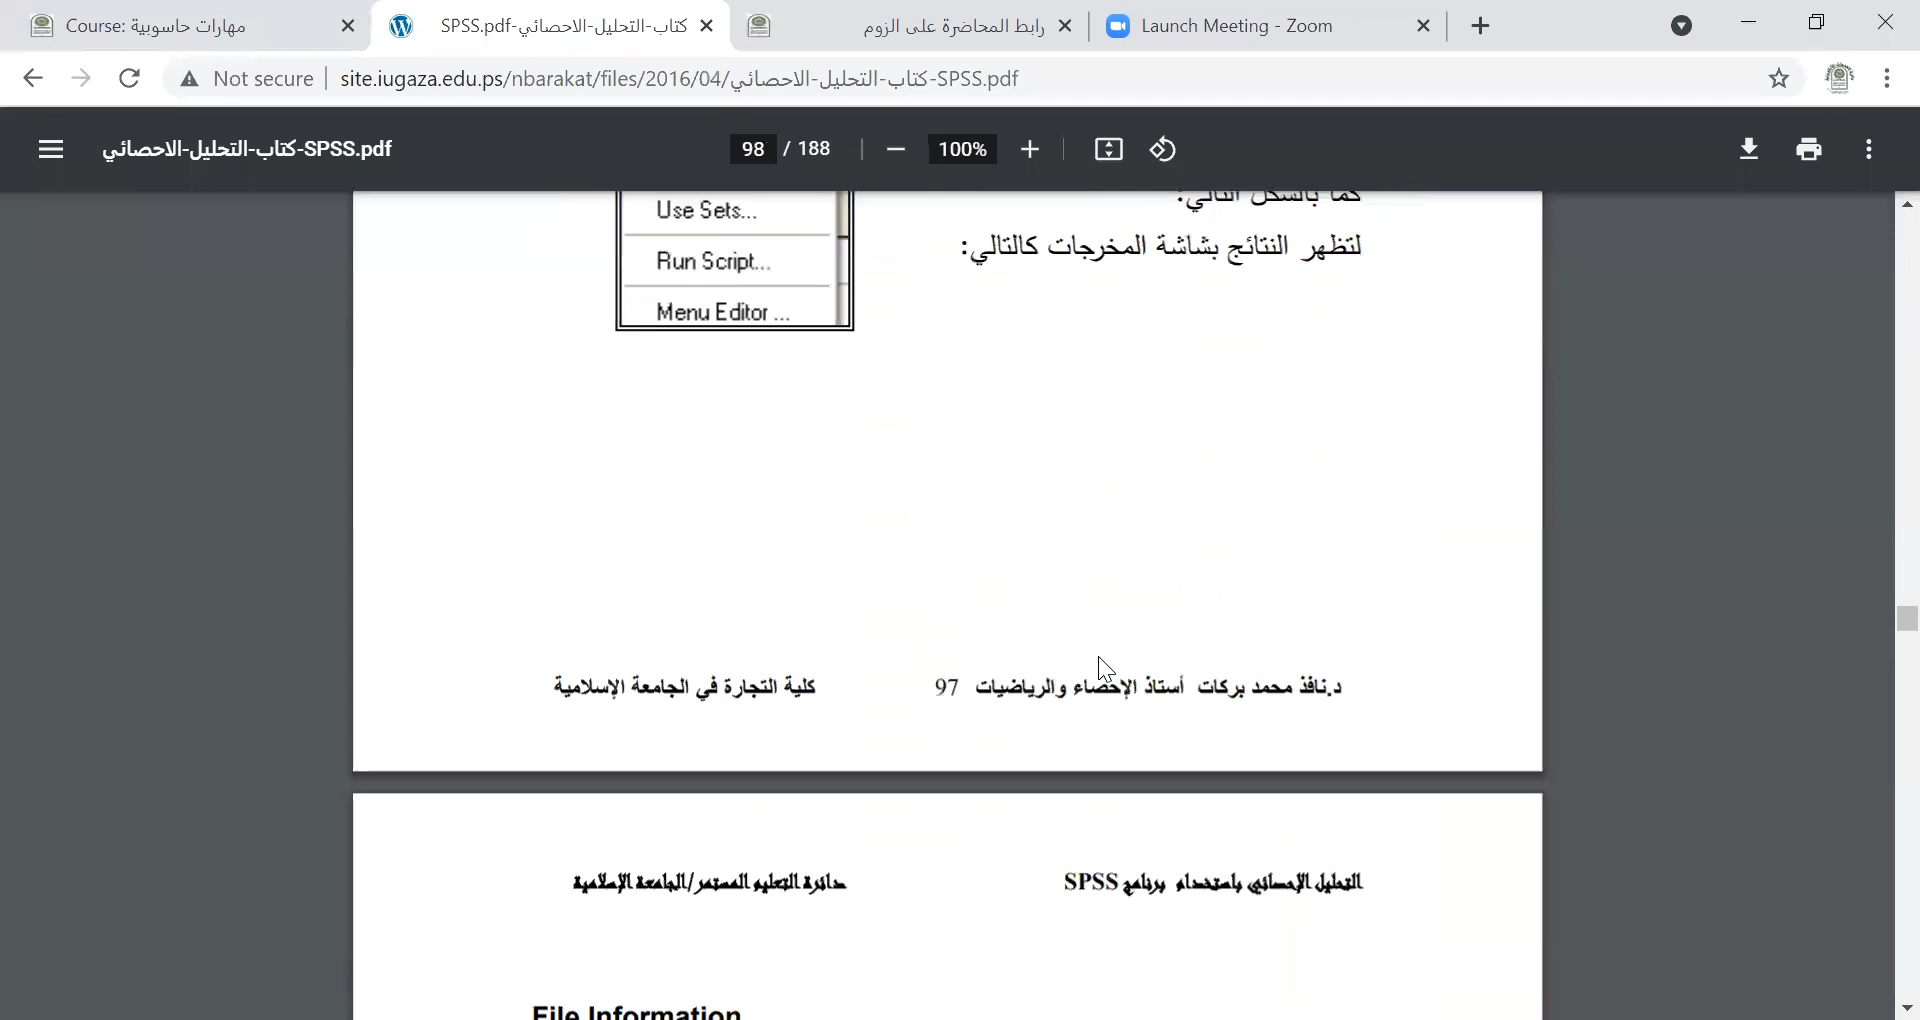 Course: مهارات حاسوبية
كتاب-التحليل-الاحصائي-SPSS.pdf
رابط المحاضرة على الزوم
Launch Meeting - Zoom
Not secure
site.iugaza.edu.ps/nbarakat/files/2016/04/كتاب-التحليل-الاحصائي-SPSS.pdf
كتاب-التحليل-الاحصائي-SPSS.pdf
98 / 188
100%
كما بالشكل التالي:
Use Sets...
لتظهر النتائج بشاشة المخرجات كالتالي:
Run Script...
Menu Editor ...
د.نافذ محمد بركات أستاذ الإحصاء والرياضيات 97 كلية التجارة في الجامعة الإسلامية
التحليل الإحصائي باستخدام برنامج SPSS دائرة التعليم المستمر/الجامعة الإسلامية
File Information